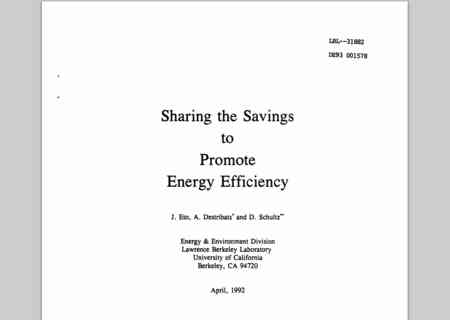 LBL--31882
DE93 001578
Sharing the Savings
to
Promote
Energy Efficiency
J. Eto, A. Destribats* and D. Schultz**
Energy & Environment Division
Lawrence Berkeley Laboratory
University of California
Berkeley, CA 94720
April, 1992